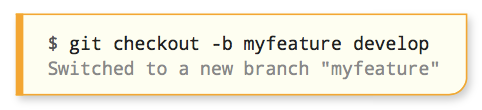 $ git checkout -b myfeature develop
Switched to a new branch "myfeature"